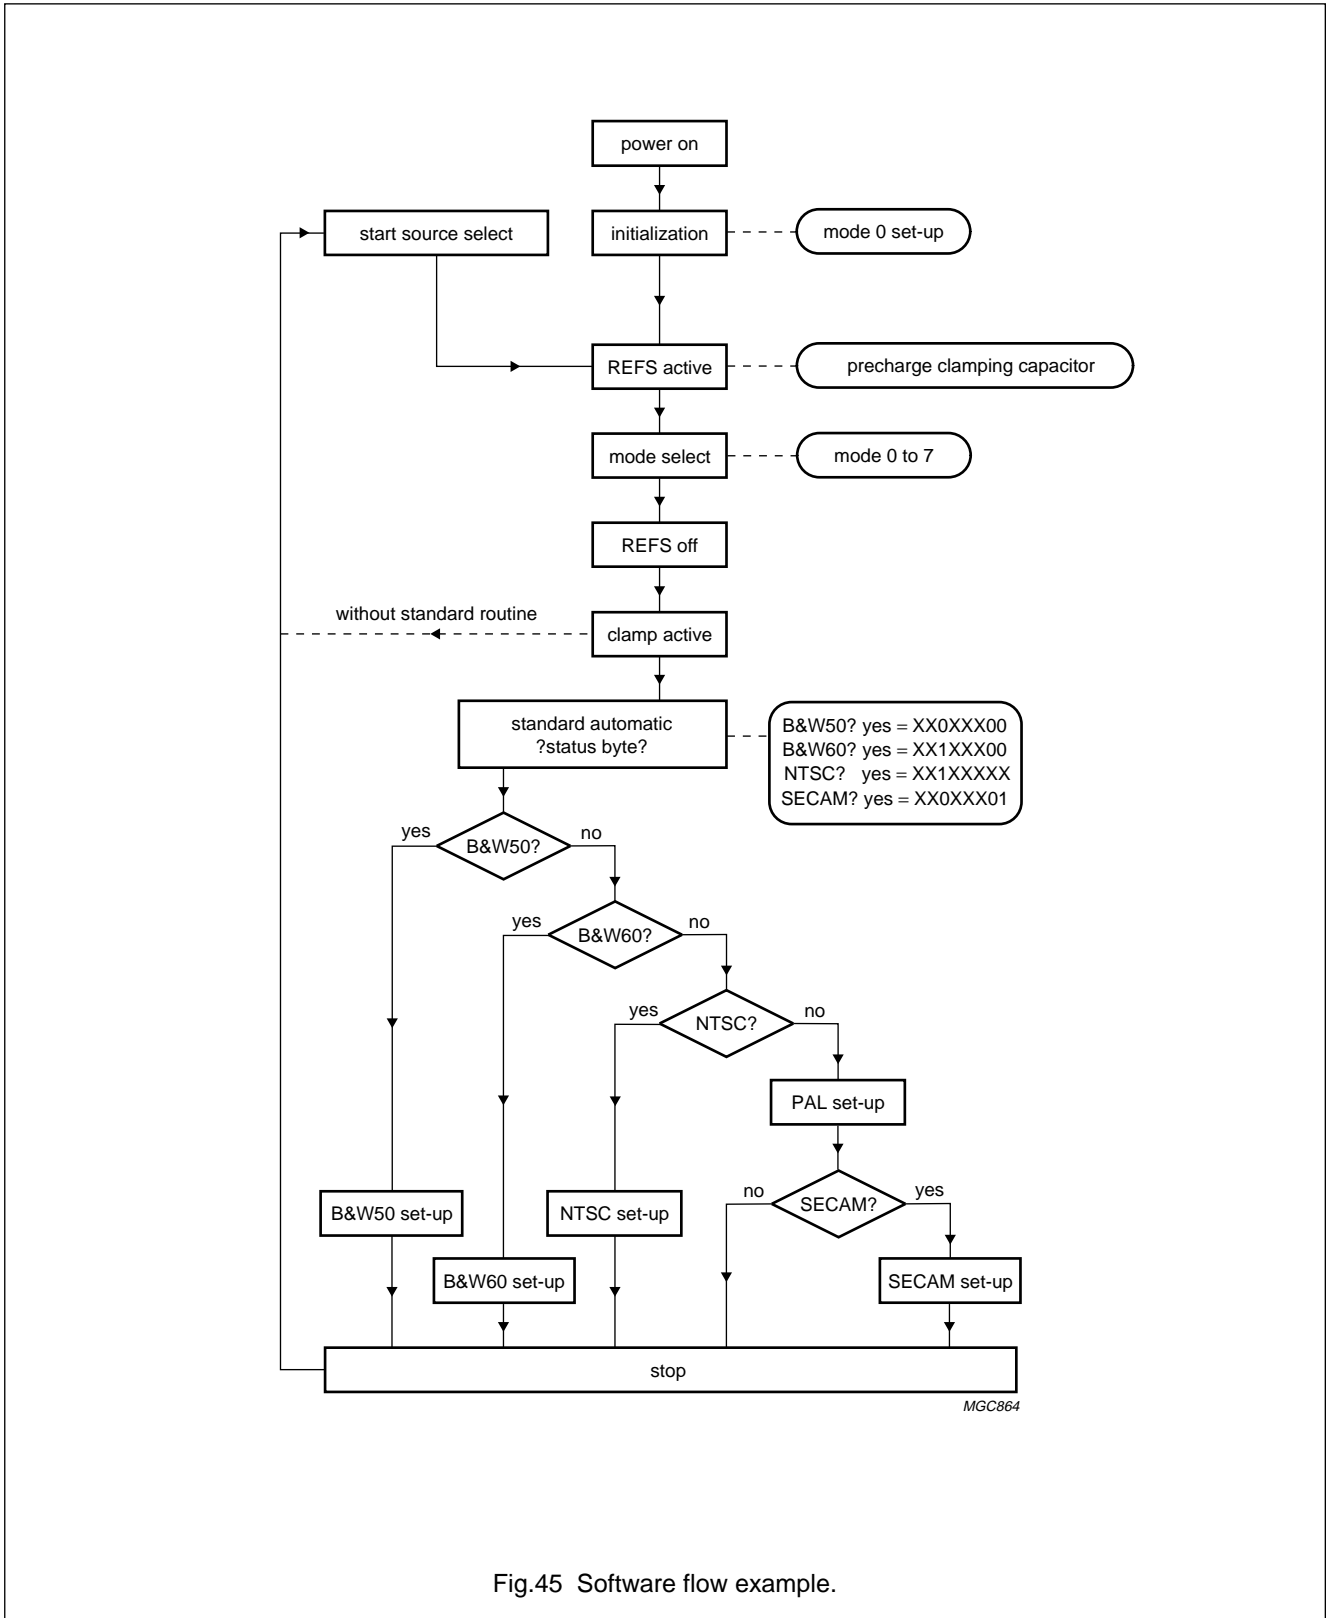 power on
start source select
initialization
mode 0 set-up
REFS active
precharge clamping capacitor
mode select
mode 0 to 7
REFS off
without standard routine
clamp active
standard automatic
?status byte?
B&W50? yes = XX0XXX00
B&W60? yes = XX1XXX00
NTSC? yes = XX1XXXXX
SECAM? yes = XX0XXX01
yes
B&W50?
no
yes
B&W60?
no
yes
NTSC?
no
PAL set-up
no
SECAM?
yes
B&W50 set-up
NTSC set-up
B&W60 set-up
SECAM set-up
stop
MGC864
Fig.45 Software flow example.